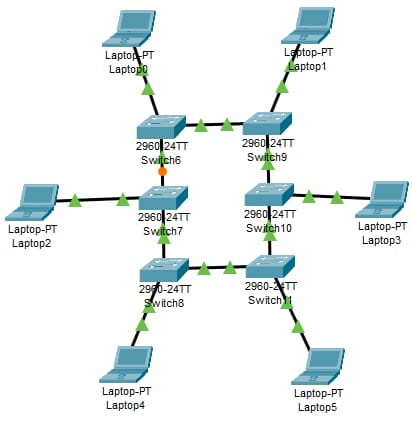 Laptop-PT
Laptop0
Laptop-PT
Laptop1
2960-24TT
Switch6
2960-24TT
Switch9
Laptop-PT
Laptop2
2960-24TT
Switch7
2960-24TT
Switch10
Laptop-PT
Laptop3
2960-24TT
Switch8
2960-24TT
Switch11
Laptop-PT
Laptop4
Laptop-PT
Laptop5